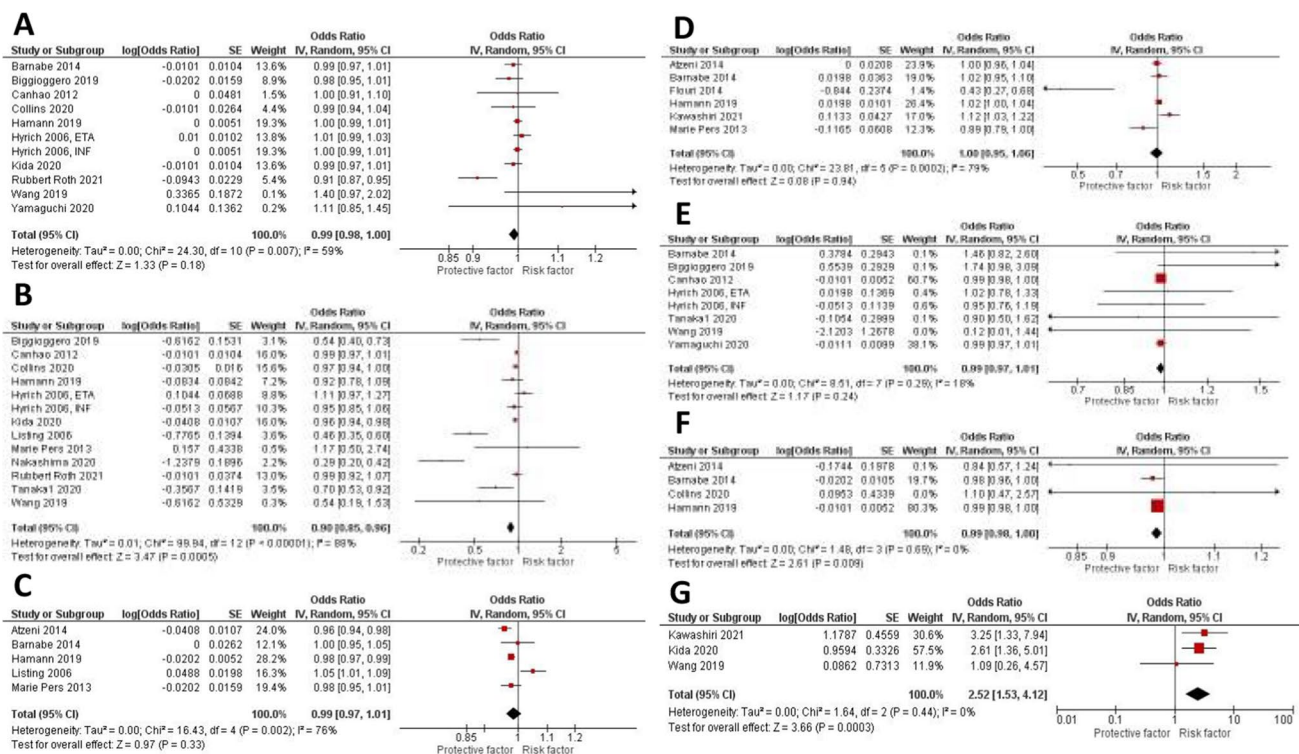 A
Odds Ratio Odds Ratio
Study or Subgroup log[Odds Ratio] SE Weight IV, Random, 95% CI IV, Random, 95% CI
Barnabe 2014 -0.0101 0.0104 13.6% 0.99 [0.97, 1.01]
Biggioggero 2019 -0.0202 0.0159 8.9% 0.98 [0.95, 1.01]
Canhao 2012 0 0.0481 1.5% 1.00 [0.91, 1.10]
Collins 2020 -0.0101 0.0264 4.4% 0.99 [0.94, 1.04]
Hamann 2019 0 0.0051 19.3% 1.00 [0.99, 1.01]
Hyrich 2006, ETA 0.01 0.0102 13.8% 1.01 [0.99, 1.03]
Hyrich 2006, INF 0 0.0051 19.3% 1.00 [0.99, 1.01]
Kida 2020 -0.0101 0.0104 13.6% 0.99 [0.97, 1.01]
Rubbert Roth 2021 -0.0943 0.0229 5.4% 0.91 [0.87, 0.95]
Wang 2019 0.3365 0.1872 0.1% 1.40 [0.97, 2.02]
Yamaguchi 2020 0.1044 0.1362 0.2% 1.11 [0.85, 1.45]
Total (95% CI) 100.0% 0.99 [0.98, 1.00]
Heterogeneity: Tau² = 0.00; Chi² = 24.30, df = 10 (P = 0.007); I² = 59%
Test for overall effect: Z = 1.33 (P = 0.18)
0.85 0.9 1 1.1 1.2
Protective factor Risk factor
B
Odds Ratio Odds Ratio
Study or Subgroup log[Odds Ratio] SE Weight IV, Random, 95% CI IV, Random, 95% CI
Biggioggero 2019 -0.6162 0.1531 3.1% 0.54 [0.40, 0.73]
Canhao 2012 -0.0101 0.0104 16.0% 0.99 [0.97, 1.01]
Collins 2020 -0.0305 0.016 15.6% 0.97 [0.94, 1.00]
Hamann 2019 -0.0834 0.0842 7.2% 0.92 [0.78, 1.09]
Hyrich 2006, ETA 0.1044 0.0688 8.8% 1.11 [0.97, 1.27]
Hyrich 2006, INF -0.0513 0.0567 10.3% 0.95 [0.85, 1.06]
Kida 2020 -0.0408 0.0107 16.0% 0.96 [0.94, 0.98]
Listing 2006 -0.7765 0.1394 3.6% 0.46 [0.35, 0.60]
Marie Pers 2013 0.157 0.4338 0.5% 1.17 [0.50, 2.74]
Nakashima 2020 -1.2379 0.1896 2.2% 0.29 [0.20, 0.42]
Rubbert Roth 2021 -0.0101 0.0374 12.9% 0.99 [0.92, 1.07]
Tanaka1 2020 -0.3567 0.1419 3.5% 0.70 [0.53, 0.92]
Wang 2019 -0.6162 0.5329 0.3% 0.54 [0.19, 1.53]
Total (95% CI) 100.0% 0.90 [0.85, 0.96]
Heterogeneity: Tau² = 0.01; Chi² = 99.94, df = 12 (P < 0.00001); I² = 88%
Test for overall effect: Z = 3.47 (P = 0.0005)
0.2 0.5 1 2 5
Protective factor Risk factor
C
Odds Ratio Odds Ratio
Study or Subgroup log[Odds Ratio] SE Weight IV, Random, 95% CI IV, Random, 95% CI
Atzeni 2014 -0.0408 0.0107 24.0% 0.96 [0.94, 0.98]
Barnabe 2014 0 0.0262 12.1% 1.00 [0.95, 1.05]
Hamann 2019 -0.0202 0.0052 28.2% 0.98 [0.97, 0.99]
Listing 2006 0.0488 0.0198 16.3% 1.05 [1.01, 1.09]
Marie Pers 2013 -0.0202 0.0159 19.4% 0.98 [0.95, 1.01]
Total (95% CI) 100.0% 0.99 [0.97, 1.01]
Heterogeneity: Tau² = 0.00; Chi² = 16.43, df = 4 (P = 0.002); I² = 76%
Test for overall effect: Z = 0.97 (P = 0.33)
0.85 0.9 1 1.1 1.2
Protective factor Risk factor
D
Odds Ratio Odds Ratio
Study or Subgroup log[Odds Ratio] SE Weight IV, Random, 95% CI IV, Random, 95% CI
Atzeni 2014 0 0.0208 23.9% 1.00 [0.96, 1.04]
Barnabe 2014 0.0198 0.0363 19.0% 1.02 [0.95, 1.10]
Flouri 2014 -0.844 0.2374 1.4% 0.43 [0.27, 0.68]
Hamann 2019 0.0198 0.0101 26.4% 1.02 [1.00, 1.04]
Kawashiri 2021 0.1133 0.0427 17.0% 1.12 [1.03, 1.22]
Marie Pers 2013 -0.1165 0.0608 12.3% 0.89 [0.79, 1.00]
Total (95% CI) 100.0% 1.00 [0.95, 1.06]
Heterogeneity: Tau² = 0.00; Chi² = 23.81, df = 5 (P = 0.0002); I² = 79%
Test for overall effect: Z = 0.08 (P = 0.94)
0.5 0.7 1 1.5 2
Protective factor Risk factor
E
Odds Ratio Odds Ratio
Study or Subgroup log[Odds Ratio] SE Weight IV, Random, 95% CI IV, Random, 95% CI
Barnabe 2014 0.3784 0.2943 0.1% 1.46 [0.82, 2.60]
Biggioggero 2019 0.5539 0.2929 0.1% 1.74 [0.98, 3.09]
Canhao 2012 -0.0101 0.0052 60.7% 0.99 [0.98, 1.00]
Hyrich 2006, ETA 0.0198 0.1369 0.4% 1.02 [0.78, 1.33]
Hyrich 2006, INF -0.0513 0.1139 0.6% 0.95 [0.76, 1.19]
Tanaka1 2020 -0.1054 0.2999 0.1% 0.90 [0.50, 1.62]
Wang 2019 -2.1203 1.2678 0.0% 0.12 [0.01, 1.44]
Yamaguchi 2020 -0.0111 0.0099 38.1% 0.99 [0.97, 1.01]
Total (95% CI) 100.0% 0.99 [0.97, 1.01]
Heterogeneity: Tau² = 0.00; Chi² = 8.51, df = 7 (P = 0.29); I² = 18%
Test for overall effect: Z = 1.17 (P = 0.24)
0.7 0.85 1 1.2 1.5
Protective factor Risk factor
F
Odds Ratio Odds Ratio
Study or Subgroup log[Odds Ratio] SE Weight IV, Random, 95% CI IV, Random, 95% CI
Atzeni 2014 -0.1744 0.1978 0.1% 0.84 [0.57, 1.24]
Barnabe 2014 -0.0202 0.0105 19.7% 0.98 [0.96, 1.00]
Collins 2020 0.0953 0.4339 0.0% 1.10 [0.47, 2.57]
Hamann 2019 -0.0101 0.0052 80.3% 0.99 [0.98, 1.00]
Total (95% CI) 100.0% 0.99 [0.98, 1.00]
Heterogeneity: Tau² = 0.00; Chi² = 1.48, df = 3 (P = 0.69); I² = 0%
Test for overall effect: Z = 2.61 (P = 0.009)
0.85 0.9 1 1.1 1.2
Protective factor Risk factor
G
Odds Ratio Odds Ratio
Study or Subgroup log[Odds Ratio] SE Weight IV, Random, 95% CI IV, Random, 95% CI
Kawashiri 2021 1.1787 0.4559 30.6% 3.25 [1.33, 7.94]
Kida 2020 0.9594 0.3326 57.5% 2.61 [1.36, 5.01]
Wang 2019 0.0862 0.7313 11.9% 1.09 [0.26, 4.57]
Total (95% CI) 100.0% 2.52 [1.53, 4.12]
Heterogeneity: Tau² = 0.00; Chi² = 1.64, df = 2 (P = 0.44); I² = 0%
Test for overall effect: Z = 3.66 (P = 0.0003)
0.01 0.1 1 10 100
Protective factor Risk factor